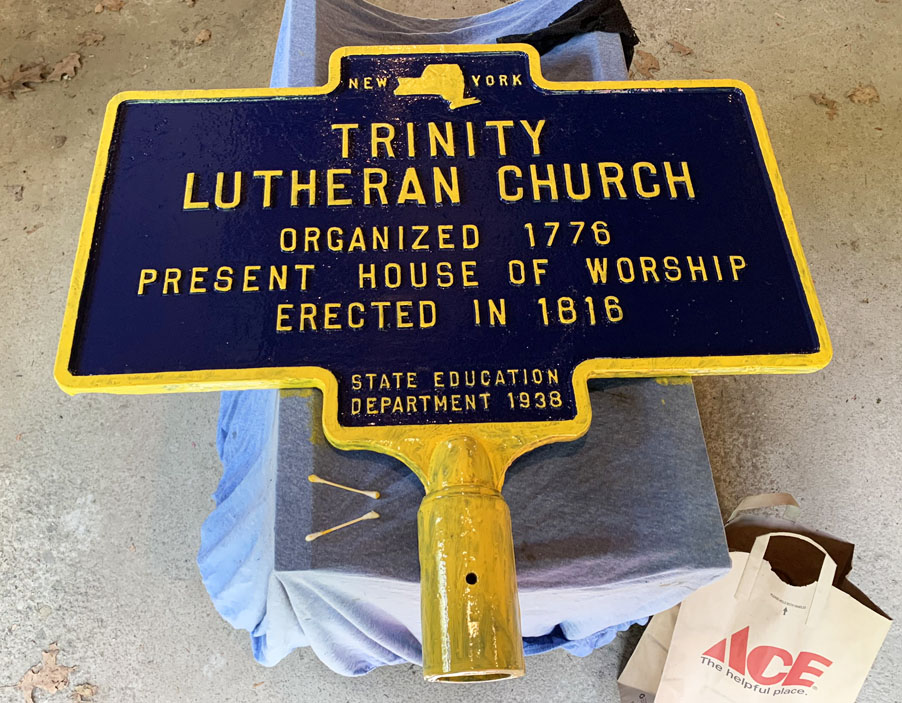 NEW YORK
TRINITY
LUTHERAN CHURCH
ORGANIZED 1776
PRESENT HOUSE OF WORSHIP
ERECTED IN 1816
STATE EDUCATION
DEPARTMENT 1938
ACE®
The helpful place.